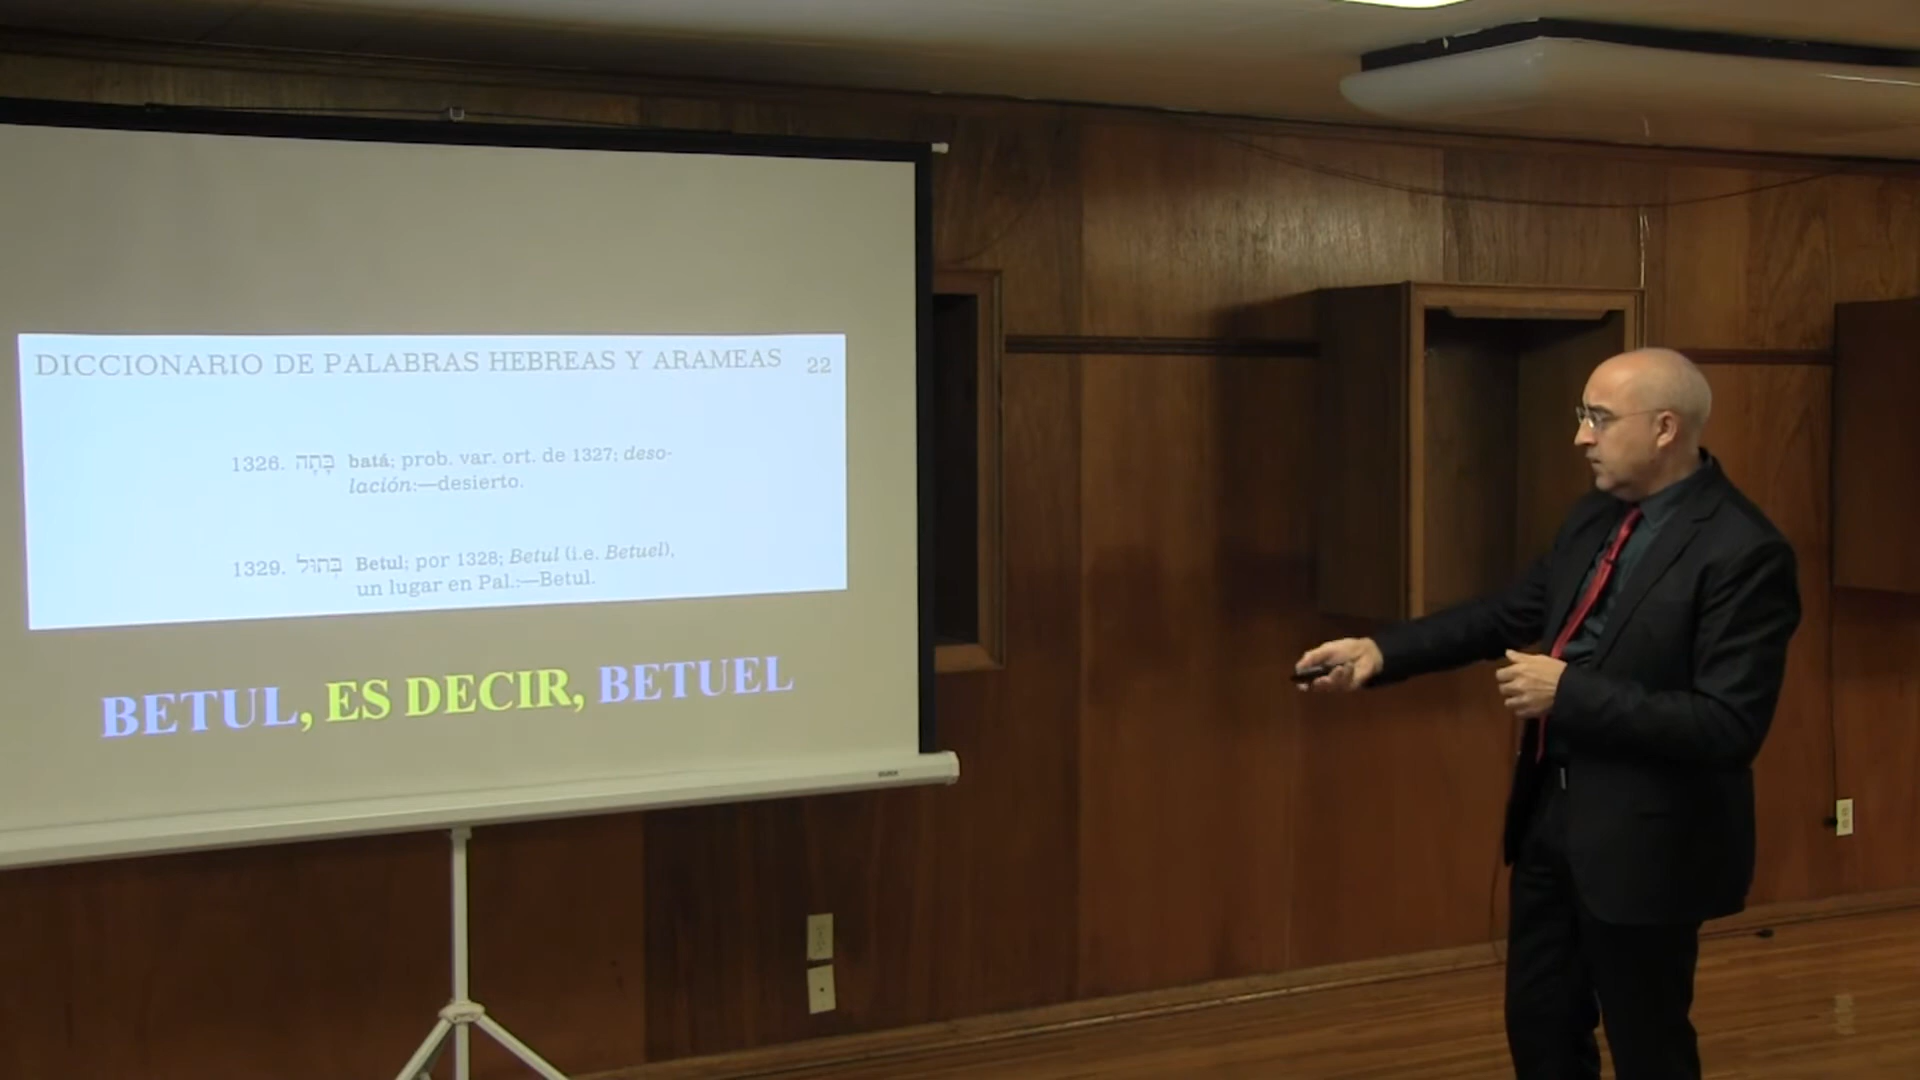 DICCIONARIO DE PALABRAS HEBREAS Y ARAMEAS 22
1326. בָּתָה batá; prob. var. ort. de 1327; deso-
lación:—desierto.
1329. בְּתוּל Betul; por 1328; Betul (i.e. Betuel),
un lugar en Pal.:—Betul.
BETUL, ES DECIR, BETUEL